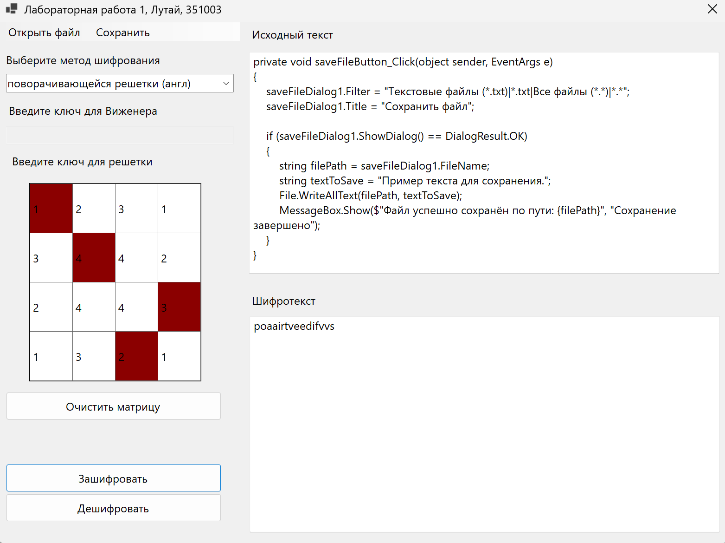 Лабораторная работа 1, Лутай, 351003
Открыть файл Сохранить
Выберите метод шифрования
поворачивающейся решетки (англ)
Введите ключ для Виженера
Введите ключ для решетки
1 2 3 1
3 4 4 2
2 4 4 3
1 3 2 1
Очистить матрицу
Зашифровать
Дешифровать
Исходный текст
private void saveFileButton_Click(object sender, EventArgs e)
{
saveFileDialog1.Filter = "Текстовые файлы (*.txt)|*.txt|Все файлы (*.*)|*.*";
saveFileDialog1.Title = "Сохранить файл";
if (saveFileDialog1.ShowDialog() == DialogResult.OK)
{
string filePath = saveFileDialog1.FileName;
string textToSave = "Пример текста для сохранения.";
File.WriteAllText(filePath, textToSave);
MessageBox.Show($"Файл успешно сохранён по пути: {filePath}", "Сохранение
завершено");
}
}
Шифротекст
poaairtveedifvvs